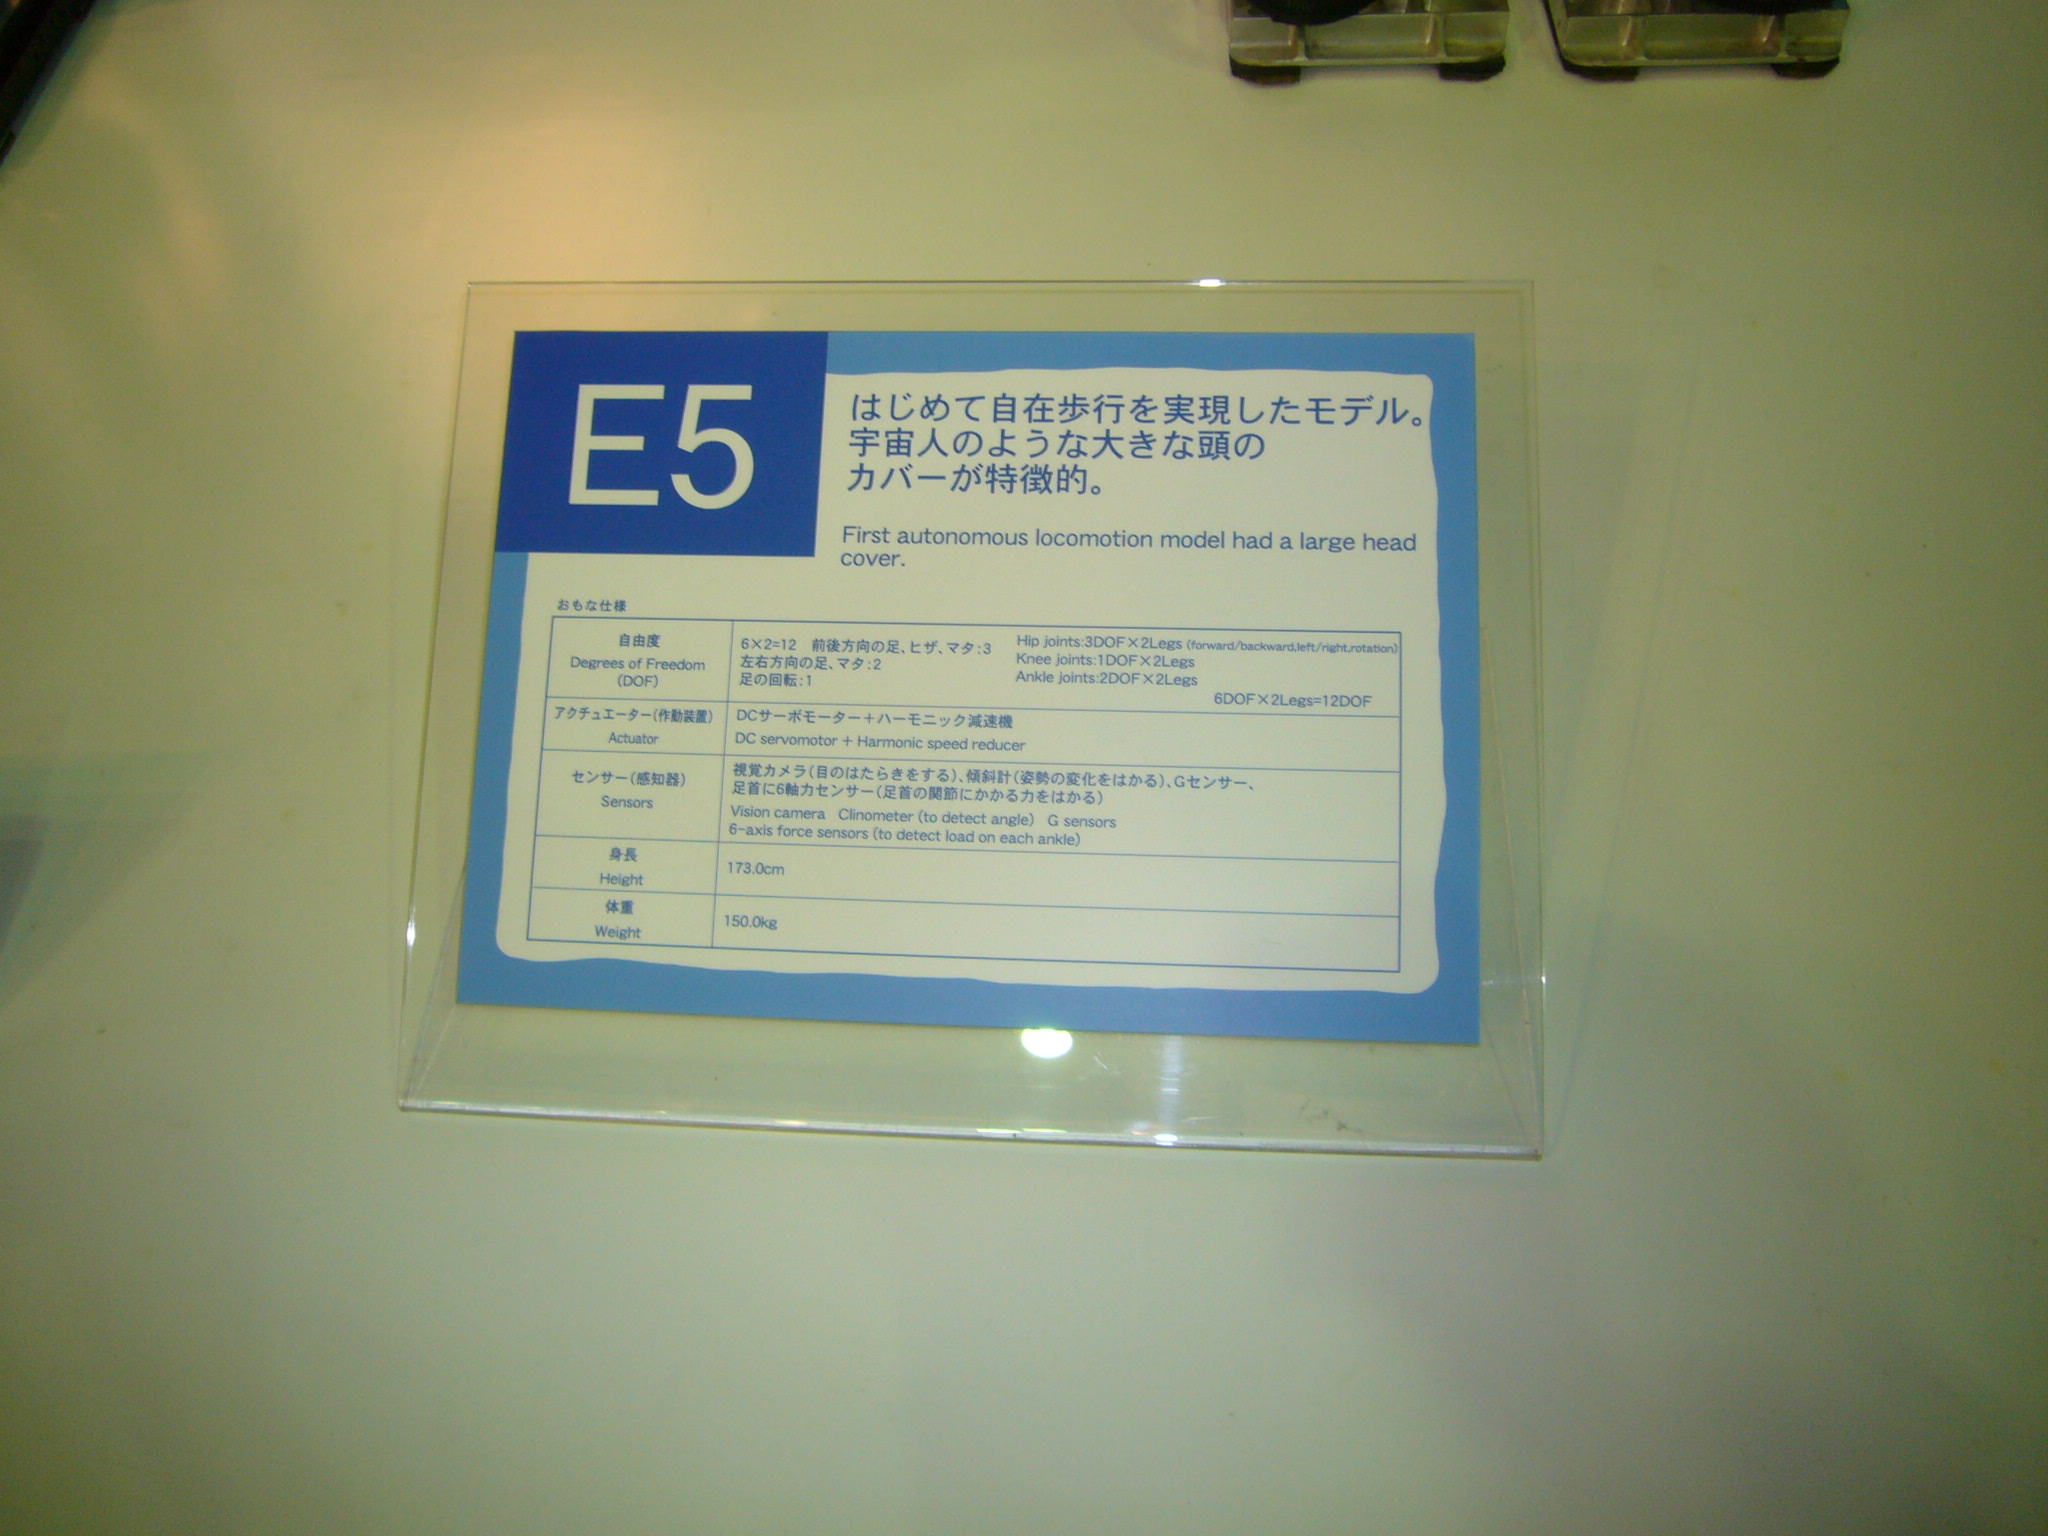 E5
はじめて自在歩行を実現したモデル。
宇宙人のような大きな頭の
カバーが特徴的。
First autonomous locomotion model had a large head
cover.
おもな仕様
自由度
Degrees of Freedom
(DOF)
6×2=12 前後方向の足、ヒザ、マタ:3
左右方向の足、マタ:2
足の回転:1
Hip joints:3DOF×2Legs (forward/backward,left/right,rotation)
Knee joints:1DOF×2Legs
Ankle joints:2DOF×2Legs
6DOF×2Legs=12DOF
アクチュエーター(作動装置)
Actuator
DCサーボモーター+ハーモニック減速機
DC servomotor + Harmonic speed reducer
センサー(感知器)
Sensors
視覚カメラ(目のはたらきをする)、傾斜計(姿勢の変化をはかる)、Gセンサー、
足首に6軸力センサー(足首の関節にかかる力をはかる)
Vision camera Clinometer (to detect angle) G sensors
6-axis force sensors (to detect load on each ankle)
身長
Height
173.0cm
体重
Weight
150.0kg